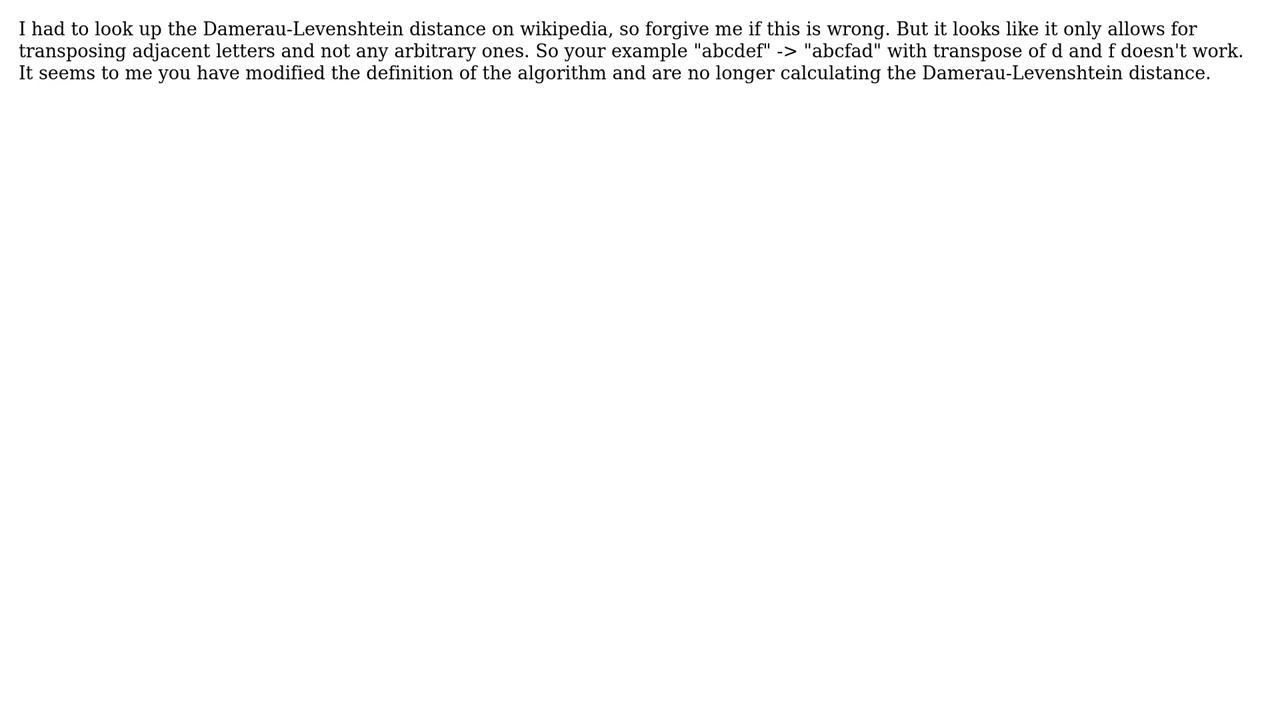 I had to look up the Damerau-Levenshtein distance on wikipedia, so forgive me if this is wrong. But it looks like it only allows for
transposing adjacent letters and not any arbitrary ones. So your example "abcdef" -> "abcfad" with transpose of d and f doesn't work.
It seems to me you have modified the definition of the algorithm and are no longer calculating the Damerau-Levenshtein distance.